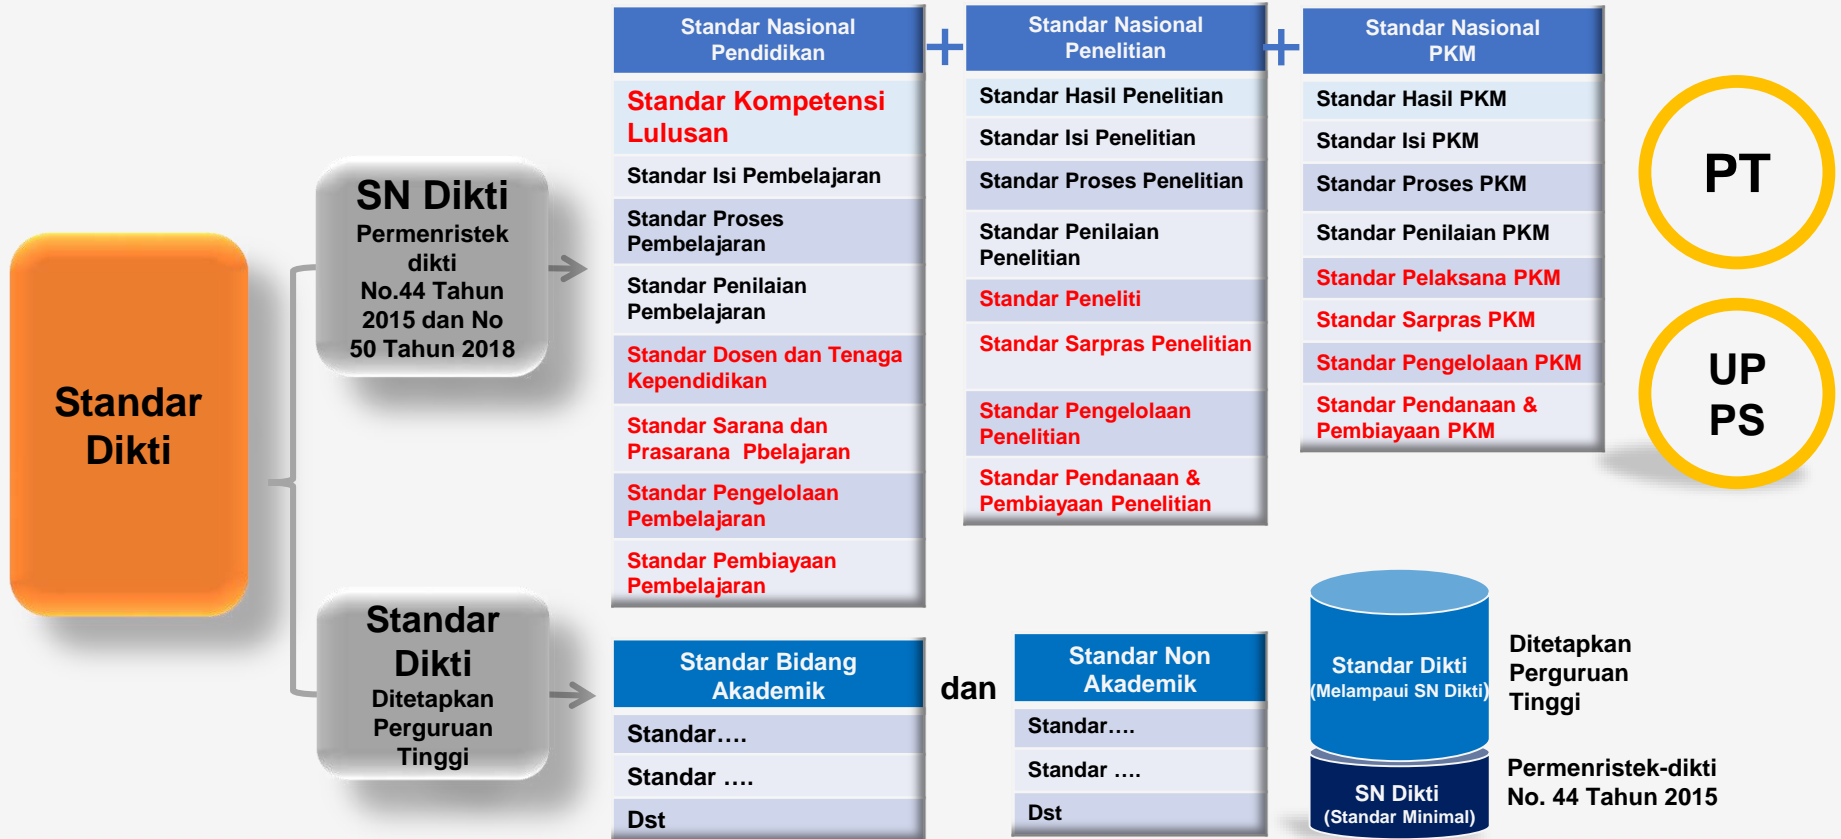 Standar
Dikti
SN Dikti
Permenristek
dikti
No.44 Tahun
2015 dan No
50 Tahun 2018
Standar
Dikti
Ditetapkan
Perguruan
Tinggi
Standar Nasional
Pendidikan
Standar Kompetensi
Lulusan
Standar Isi Pembelajaran
Standar Proses
Pembelajaran
Standar Penilaian
Pembelajaran
Standar Dosen dan Tenaga
Kependidikan
Standar Sarana dan
Prasarana Pbelajaran
Standar Pengelolaan
Pembelajaran
Standar Pembiayaan
Pembelajaran
+
Standar Nasional
Penelitian
Standar Hasil Penelitian
Standar Isi Penelitian
Standar Proses Penelitian
Standar Penilaian
Penelitian
Standar Peneliti
Standar Sarpras Penelitian
Standar Pengelolaan
Penelitian
Standar Pendanaan &
Pembiayaan Penelitian
+
Standar Nasional
PKM
Standar Hasil PKM
Standar Isi PKM
Standar Proses PKM
Standar Penilaian PKM
Standar Pelaksana PKM
Standar Sarpras PKM
Standar Pengelolaan PKM
Standar Pendanaan &
Pembiayaan PKM
PT
UP
PS
Standar Bidang
Akademik
Standar....
Standar ....
Dst
dan
Standar Non
Akademik
Standar....
Standar ....
Dst
Standar Dikti
(Melampaui SN Dikti)
SN Dikti
(Standar Minimal)
Ditetapkan
Perguruan
Tinggi
Permenristek-dikti
No. 44 Tahun 2015